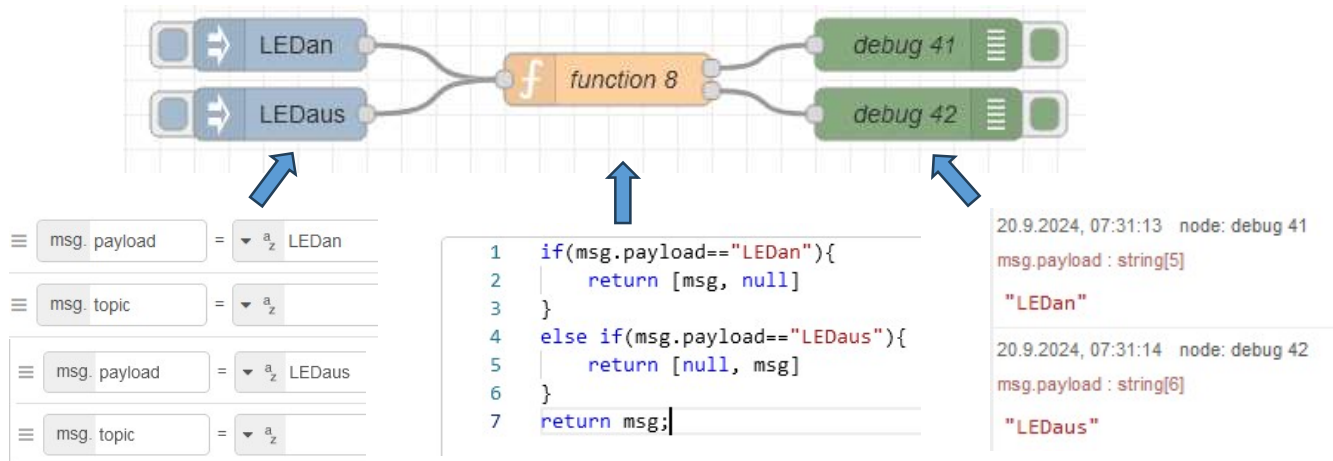 LEDan
LEDaus
function 8
debug 41
debug 42
msg. payload = a z LEDan
msg. topic = a z
msg. payload = a z LEDaus
msg. topic = a z
1 if(msg.payload=="LEDan"){
2 return [msg, null]
3 }
4 else if(msg.payload=="LEDaus"){
5 return [null, msg]
6 }
7 return msg;
20.9.2024, 07:31:13 node: debug 41
msg.payload : string[5]
"LEDan"
20.9.2024, 07:31:14 node: debug 42
msg.payload : string[6]
"LEDaus"